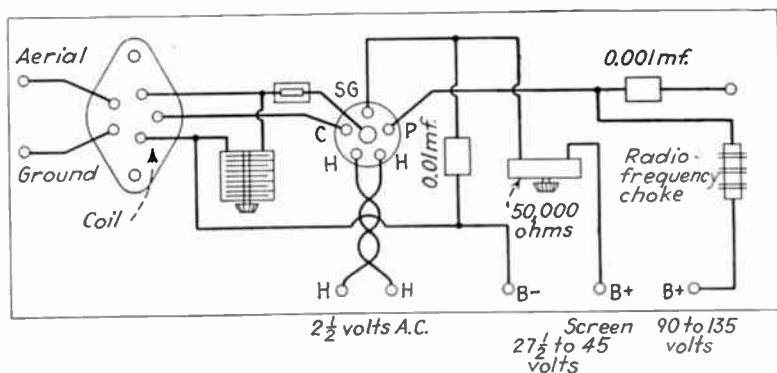 Aerial
Ground
Coil
SG
C
P
H
H
0.01mf.
50,000
ohms
0.001mf.
Radio-
frequency
choke
H
H
B-
B+
B+
2½ volts A.C.
Screen
27½ to 45
volts
90 to 135
volts